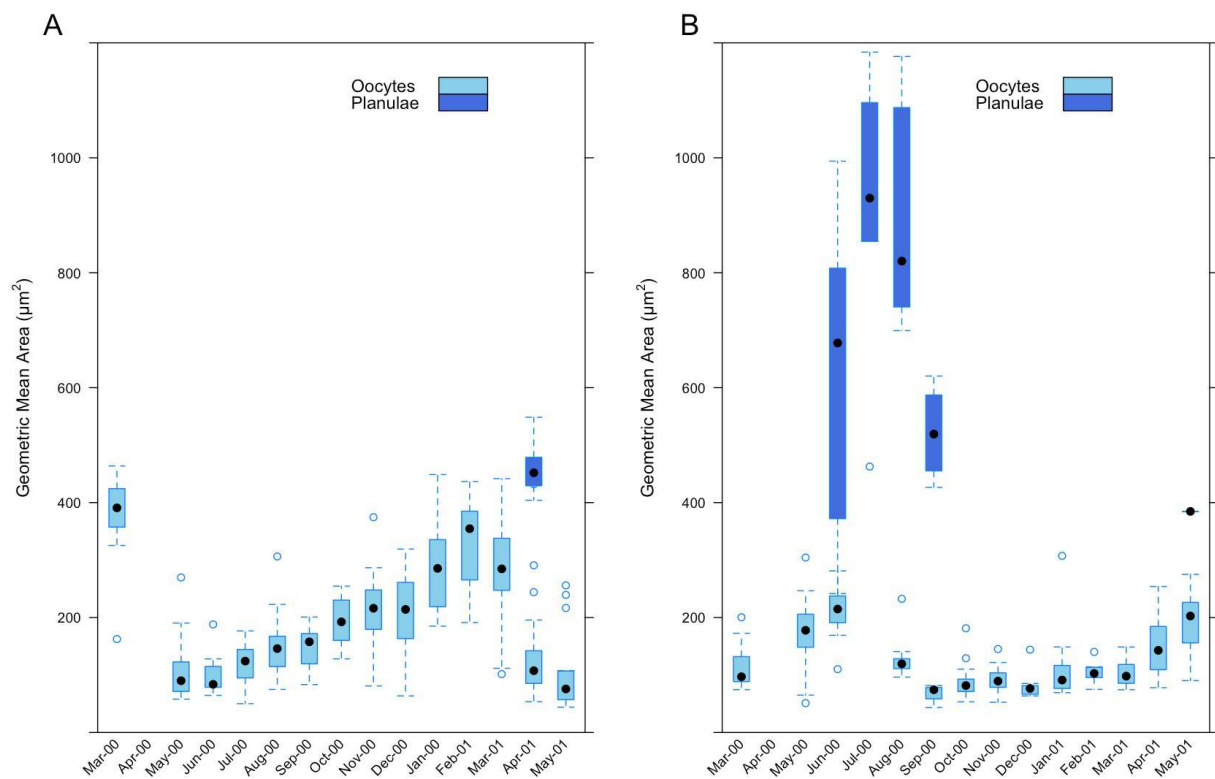 A
B
Oocytes
Planulae
Oocytes
Planulae
Geometric Mean Area (µm²)
1000
800
600
400
200
Mar-00
Apr-00
May-00
Jun-00
Jul-00
Aug-00
Sep-00
Oct-00
Nov-00
Dec-00
Jan-00
Feb-01
Mar-01
Apr-01
May-01
Geometric Mean Area (µm²)
1000
800
600
400
200
Mar-00
Apr-00
May-00
Jun-00
Jul-00
Aug-00
Sep-00
Oct-00
Nov-00
Dec-00
Jan-01
Feb-01
Mar-01
Apr-01
May-01